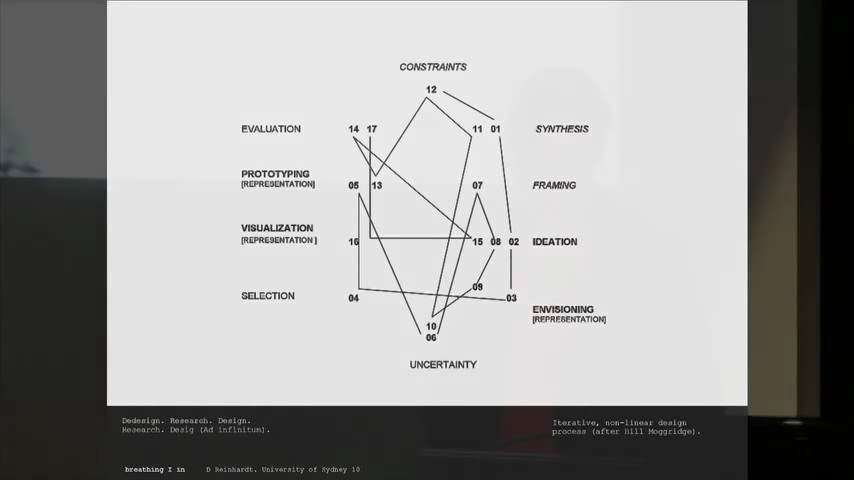 CONSTRAINTS
12
EVALUATION
14 17
11 01
SYNTHESIS
PROTOTYPING
[REPRESENTATION]
05 13
07
FRAMING
VISUALIZATION
[REPRESENTATION ]
16
15 08 02
IDEATION
09
SELECTION
04
03
ENVISIONING
[REPRESENTATION]
10
06
UNCERTAINTY
Dedesign. Research. Design.
Research. Desig (Ad infinitum).
Iterative, non-linear design
process (after Bill Moggridge).
breathing I in D Reinhardt. University of Sydney 10